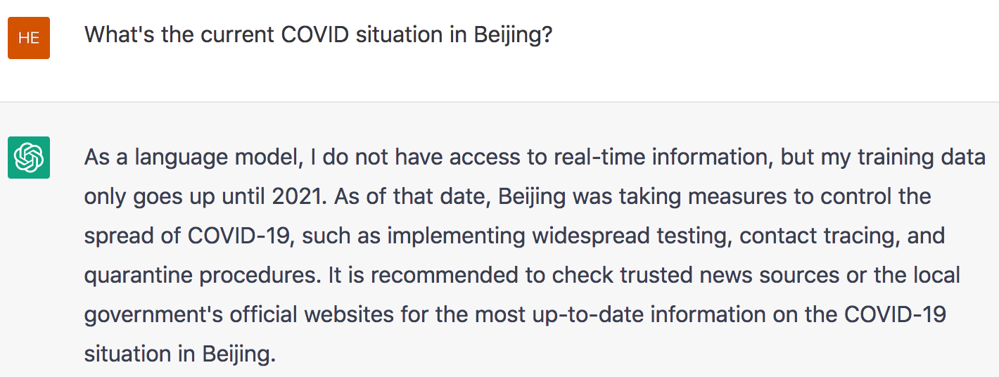 HE
What's the current COVID situation in Beijing?
As a language model, I do not have access to real-time information, but my training data
only goes up until 2021. As of that date, Beijing was taking measures to control the
spread of COVID-19, such as implementing widespread testing, contact tracing, and
quarantine procedures. It is recommended to check trusted news sources or the local
government's official websites for the most up-to-date information on the COVID-19
situation in Beijing.